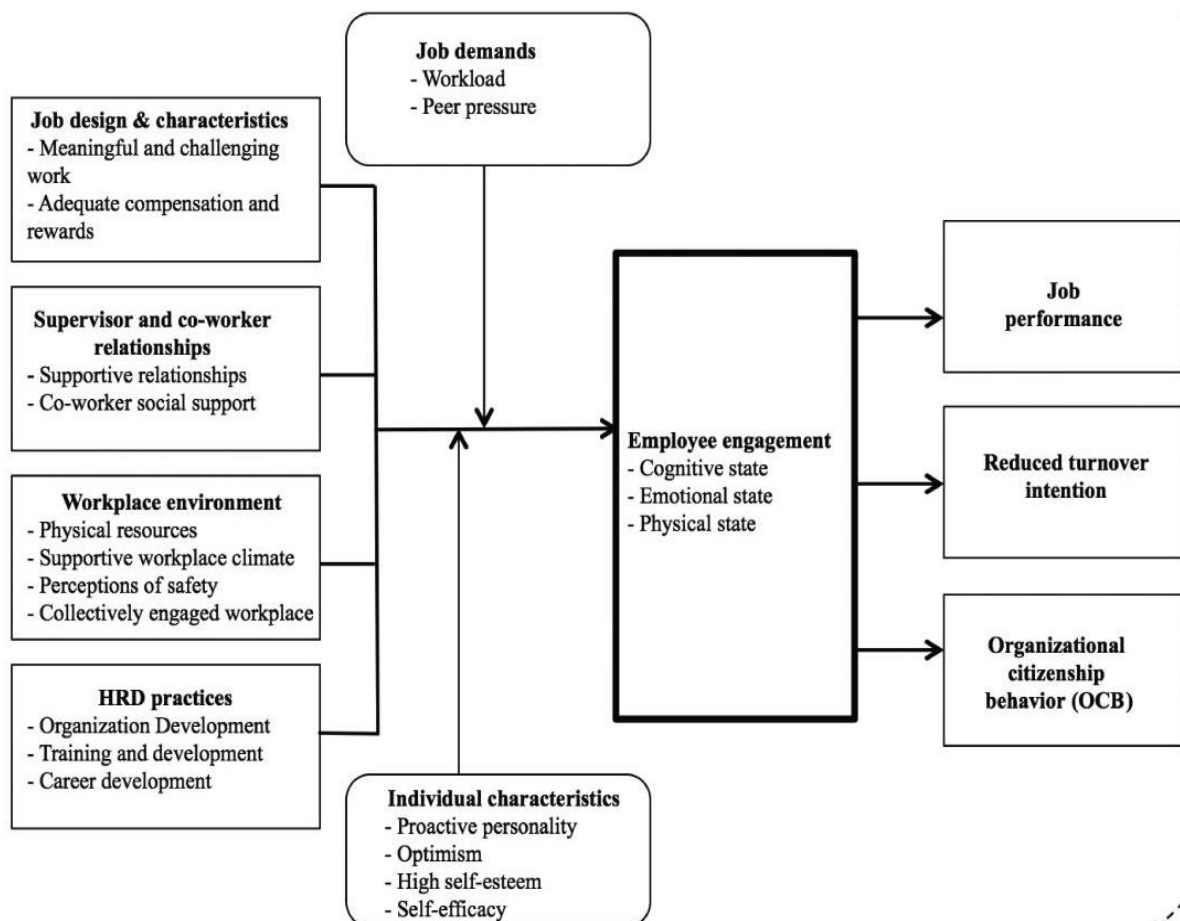 Job demands
- Workload
- Peer pressure
Job design & characteristics
- Meaningful and challenging
work
- Adequate compensation and
rewards
Supervisor and co-worker
relationships
- Supportive relationships
- Co-worker social support
Workplace environment
- Physical resources
- Supportive workplace climate
- Perceptions of safety
- Collectively engaged workplace
HRD practices
- Organization Development
- Training and development
- Career development
Individual characteristics
- Proactive personality
- Optimism
- High self-esteem
- Self-efficacy
Employee engagement
- Cognitive state
- Emotional state
- Physical state
Job
performance
Reduced turnover
intention
Organizational
citizenship
behavior (OCB)